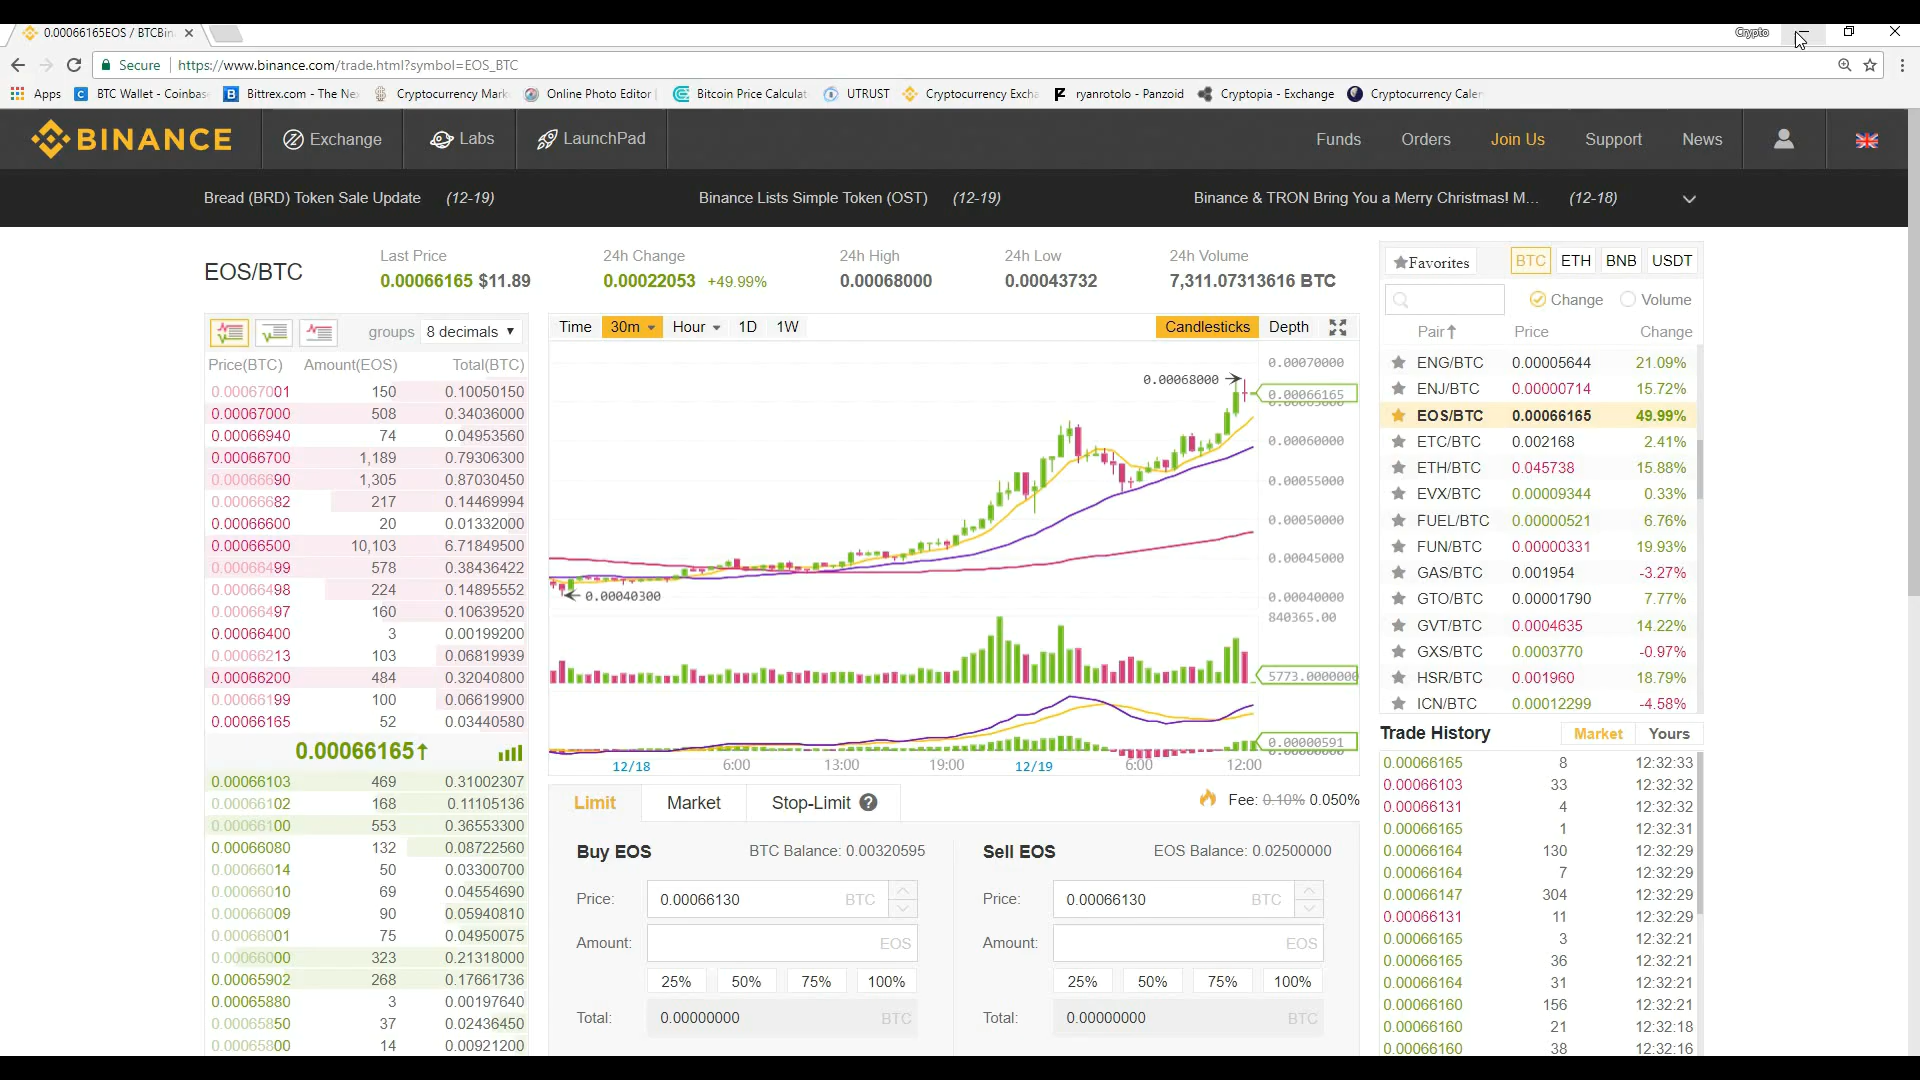 0.00066165EOS / BTCBin
Crypto
Secure
https://www.binance.com/trade.html?symbol=EOS_BTC
Apps BTC Wallet - Coinbas Bittrex.com - The Ne Cryptocurrency Mark Online Photo Editor Bitcoin Price Calculat UTRUST Cryptocurrency Excha ryanrotolo - Panzoid Cryptopia - Exchange Cryptocurrency Caler
BINANCE Exchange Labs LaunchPad Funds Orders Join Us Support News
Bread (BRD) Token Sale Update (12-19) Binance Lists Simple Token (OST) (12-19) Binance & TRON Bring You a Merry Christmas! M... (12-18)
EOS/BTC
Last Price 24h Change 24h High 24h Low 24h Volume
0.00066165 $11.89 0.00022053 +49.99% 0.00068000 0.00043732 7,311.07313616 BTC
groups 8 decimals
Price(BTC) Amount(EOS) Total(BTC)
0.00067001 150 0.10050150
0.00067000 508 0.34036000
0.00066940 74 0.04953560
0.00066700 1,189 0.79306300
0.00066690 1,305 0.87030450
0.00066682 217 0.14469994
0.00066600 20 0.01332000
0.00066500 10,103 6.71849500
0.00066499 578 0.38436422
0.00066498 224 0.14895552
0.00066497 160 0.10639520
0.00066400 3 0.00199200
0.00066213 103 0.06819939
0.00066200 484 0.32040800
0.00066199 100 0.06619900
0.00066165 52 0.03440580
0.00066165↑
0.00066103 469 0.31002307
0.00066102 168 0.11105136
0.00066100 553 0.36553300
0.00066080 132 0.08722560
0.00066014 50 0.03300700
0.00066010 69 0.04554690
0.00066009 90 0.05940810
0.00066001 75 0.04950075
0.00066000 323 0.21318000
0.00065902 268 0.17661736
0.00065880 3 0.00197640
0.00065850 37 0.02436450
0.00065800 14 0.00921200
Time 30m Hour 1D 1W Candlesticks Depth
0.00070000
0.00068000
0.00066165
0.00060000
0.00055000
0.00050000
0.00045000
0.00040300
0.00040000
840365.00
5773.0000000
0.00000591
12/18 6:00 13:00 19:00 12/19 6:00 12:00
Limit Market Stop-Limit ? Fee: 0.10% 0.050%
Buy EOS BTC Balance: 0.00320595
Price: 0.00066130 BTC
Amount: EOS
25% 50% 75% 100%
Total: 0.00000000 BTC
Sell EOS EOS Balance: 0.02500000
Price: 0.00066130 BTC
Amount: EOS
25% 50% 75% 100%
Total: 0.00000000 BTC
Favorites BTC ETH BNB USDT
Change Volume
Pair↑ Price Change
ENG/BTC 0.00005644 21.09%
ENJ/BTC 0.00000714 15.72%
EOS/BTC 0.00066165 49.99%
ETC/BTC 0.002168 2.41%
ETH/BTC 0.045738 15.88%
EVX/BTC 0.00009344 0.33%
FUEL/BTC 0.00000521 6.76%
FUN/BTC 0.00000331 19.93%
GAS/BTC 0.001954 -3.27%
GTO/BTC 0.00001790 7.77%
GVT/BTC 0.0004635 14.22%
GXS/BTC 0.0003770 -0.97%
HSR/BTC 0.001960 18.79%
ICN/BTC 0.00012299 -4.58%
Trade History Market Yours
0.00066165 8 12:32:33
0.00066103 33 12:32:32
0.00066131 4 12:32:32
0.00066165 1 12:32:31
0.00066164 130 12:32:29
0.00066164 7 12:32:29
0.00066147 304 12:32:29
0.00066131 11 12:32:29
0.00066165 3 12:32:21
0.00066165 36 12:32:21
0.00066164 31 12:32:21
0.00066160 156 12:32:21
0.00066160 21 12:32:18
0.00066160 38 12:32:16